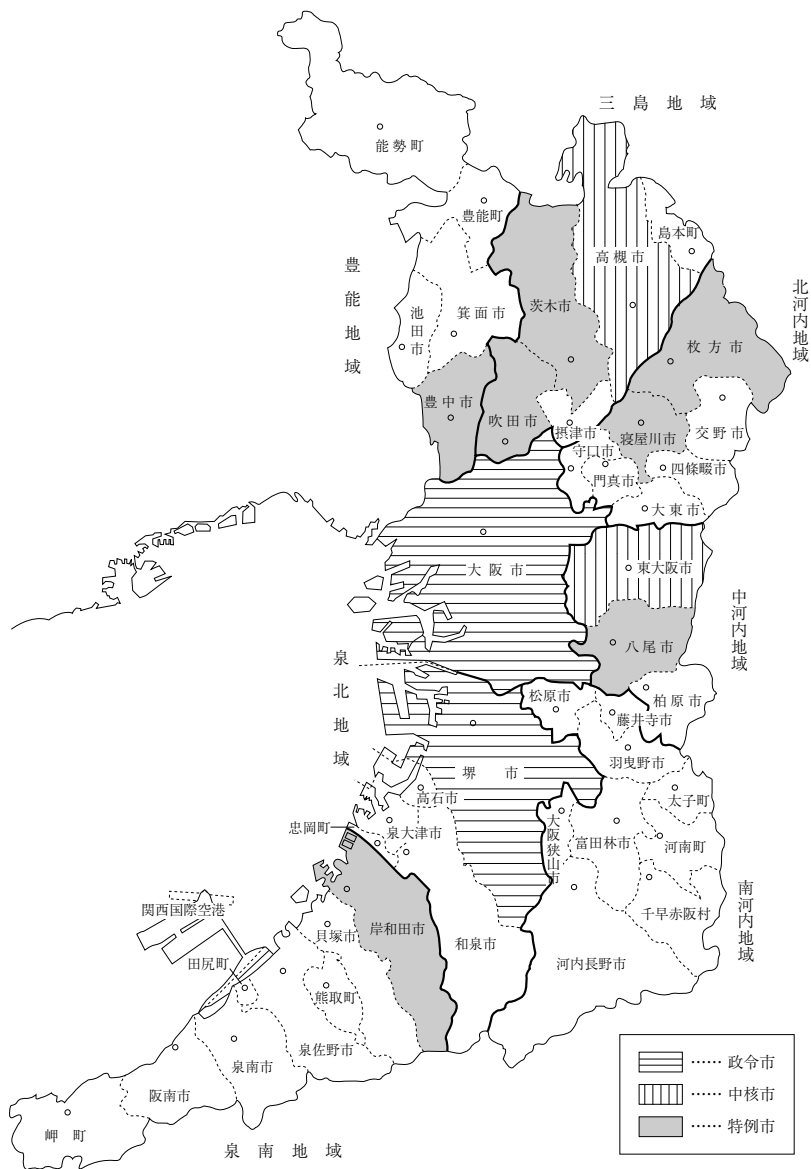 三島地域
能勢町
豊能町
島本町
高槻市
豊能地域
北河内地域
池田市
箕面市
茨木市
枚方市
豊中市
吹田市
摂津市
寝屋川市
交野市
守口市
門真市
四條畷市
大東市
大阪市
東大阪市
中河内地域
八尾市
泉北地域
松原市
柏原市
藤井寺市
羽曳野市
堺市
高石市
太子町
忠岡町
泉大津市
大阪狭山市
富田林市
河南町
南河内地域
関西国際空港
岸和田市
千早赤阪村
貝塚市
和泉市
田尻町
河内長野市
熊取町
泉佐野市
泉南市
阪南市
岬町
泉南地域
……政令市
……中核市
……特例市